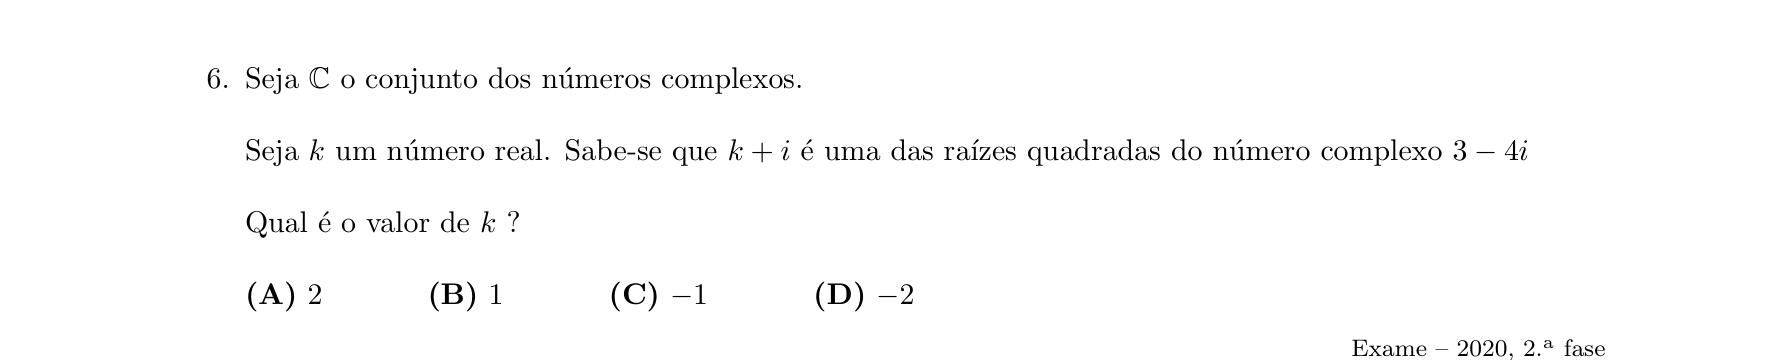 6. Seja ℂ o conjunto dos números complexos.
Seja k um número real. Sabe-se que k + i é uma das raízes quadradas do número complexo 3 − 4i
Qual é o valor de k ?
(A) 2 (B) 1 (C) −1 (D) −2
Exame – 2020, 2.ª fase